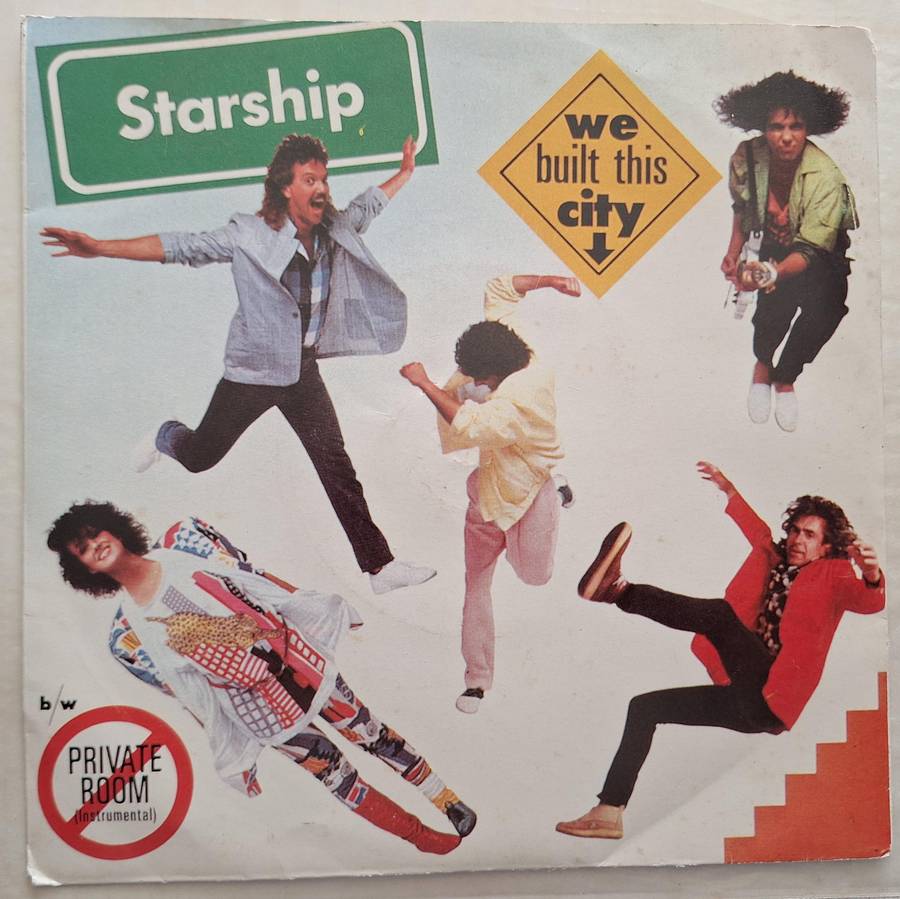 Starship
we
built this
city
b/w
PRIVATE
ROOM
(Instrumental)